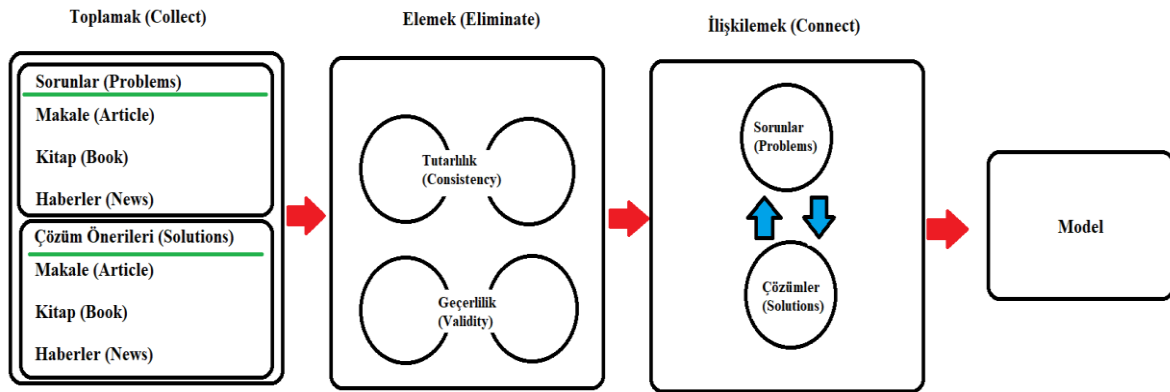 Toplamak (Collect)
Elemek (Eliminate)
İlişkilemek (Connect)
Sorunlar (Problems)
Makale (Article)
Kitap (Book)
Haberler (News)
Çözüm Önerileri (Solutions)
Makale (Article)
Kitap (Book)
Haberler (News)
Tutarlılık
(Consistency)
Geçerlilik
(Validity)
Sorunlar
(Problems)
Çözümler
(Solutions)
Model